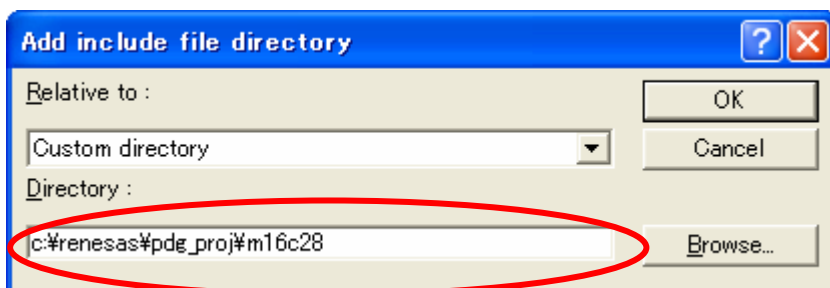 Add include file directory
Relative to :
OK
Custom directory
Cancel
Directory :
c:¥renesas¥pdg_proj¥m16c28
Browse...